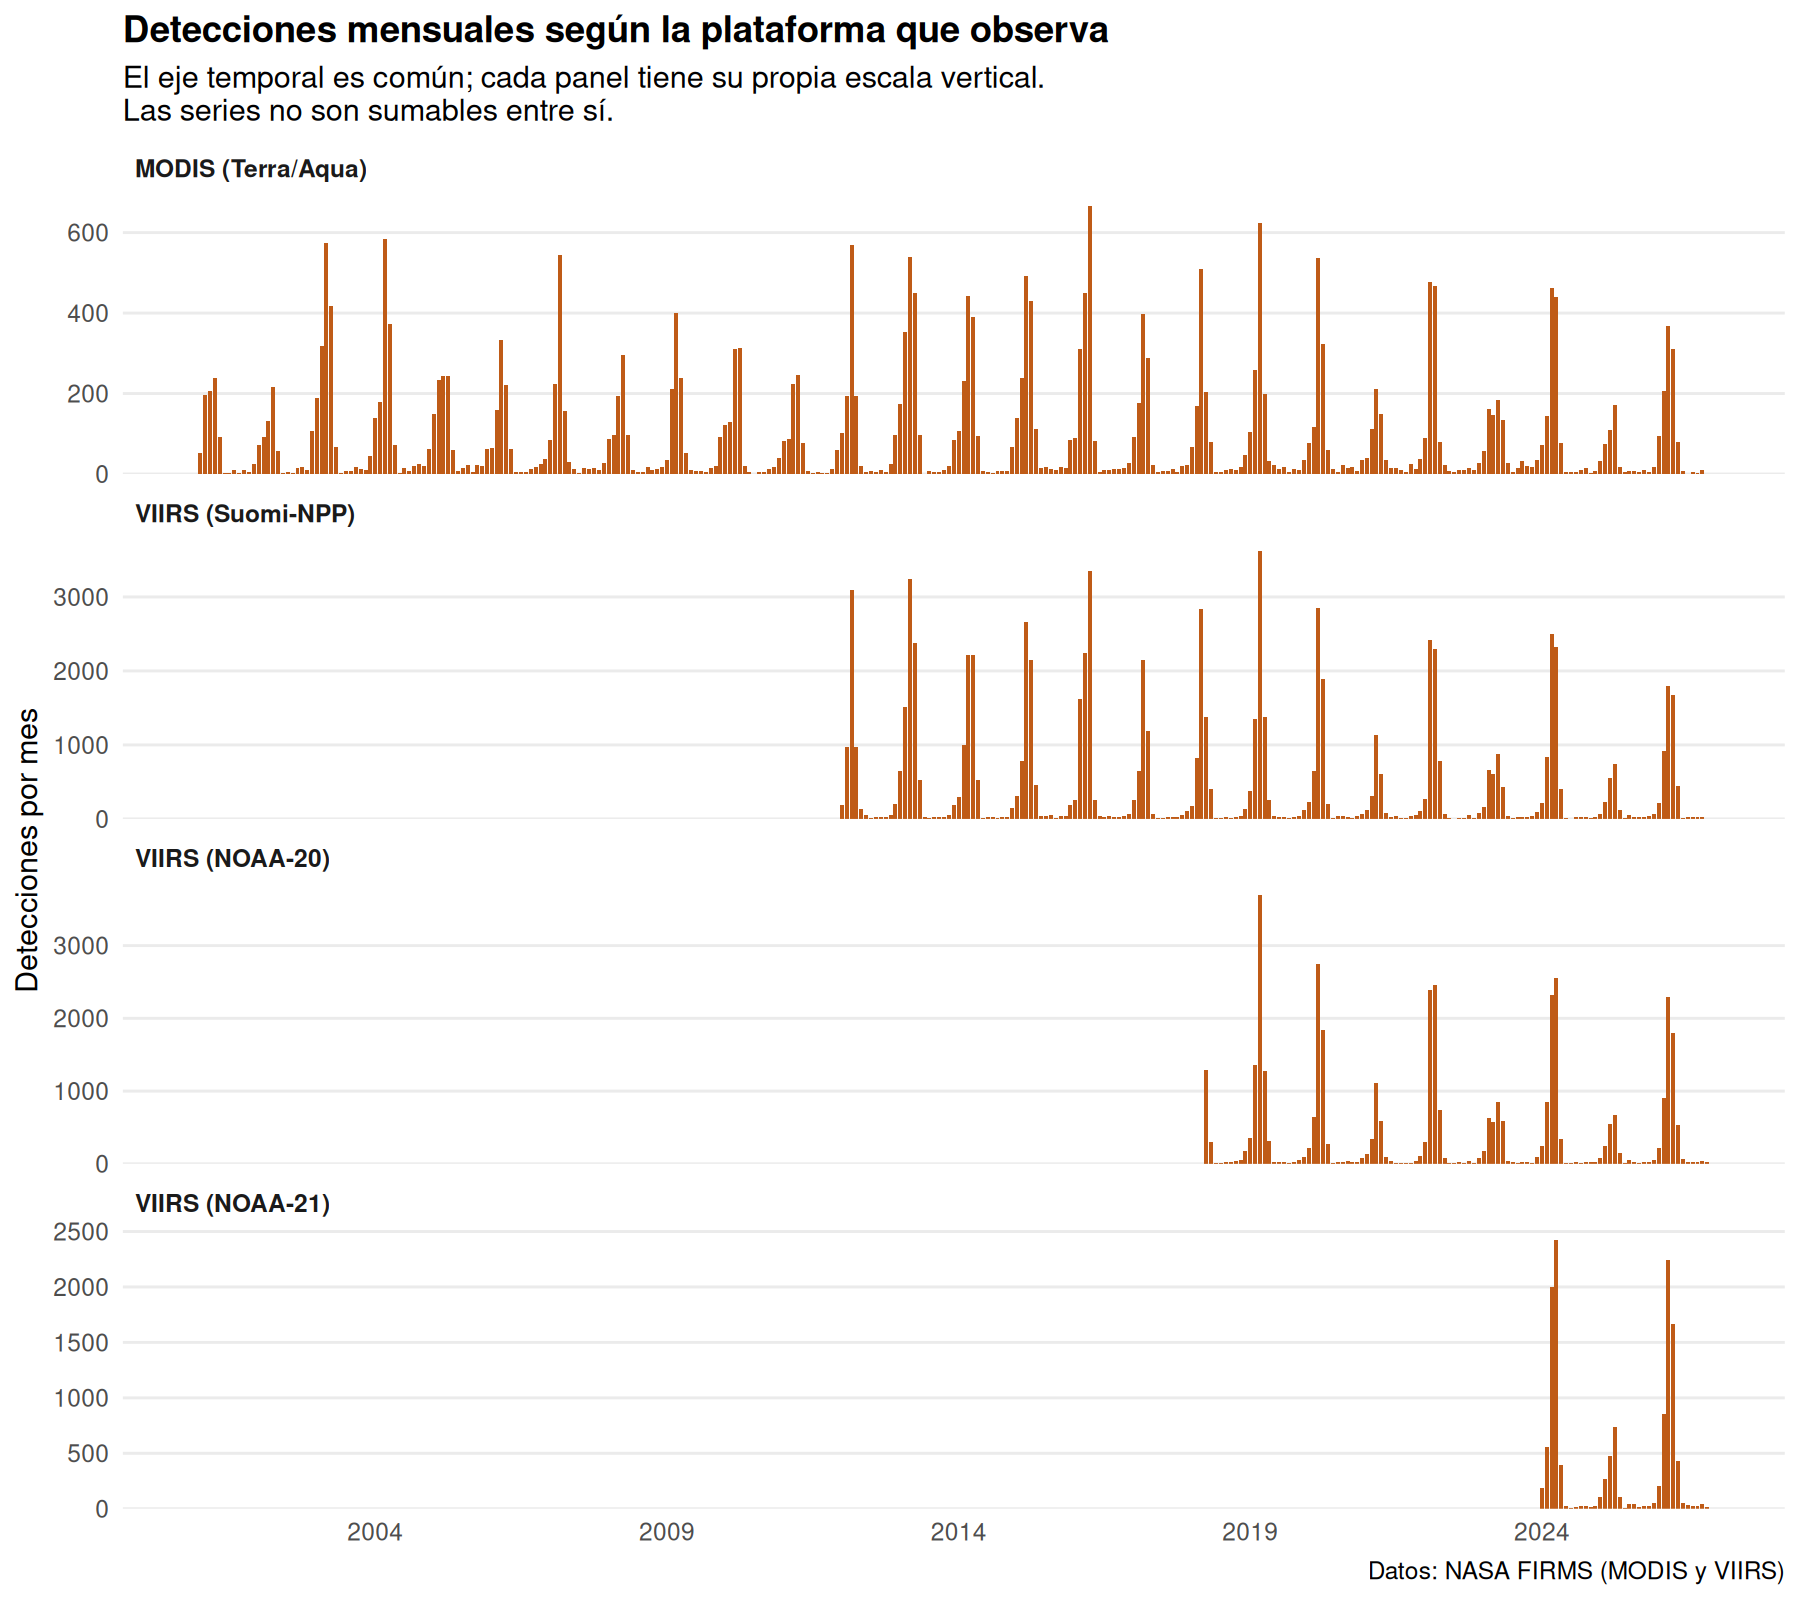 Detecciones mensuales según la plataforma que observa
El eje temporal es común; cada panel tiene su propia escala vertical.
Las series no son sumables entre sí.
MODIS (Terra/Aqua)
600
400
200
0
VIIRS (Suomi-NPP)
3000
2000
1000
0
VIIRS (NOAA-20)
3000
2000
1000
0
VIIRS (NOAA-21)
2500
2000
1500
1000
500
0
Detecciones por mes
2004 2009 2014 2019 2024
Datos: NASA FIRMS (MODIS y VIIRS)